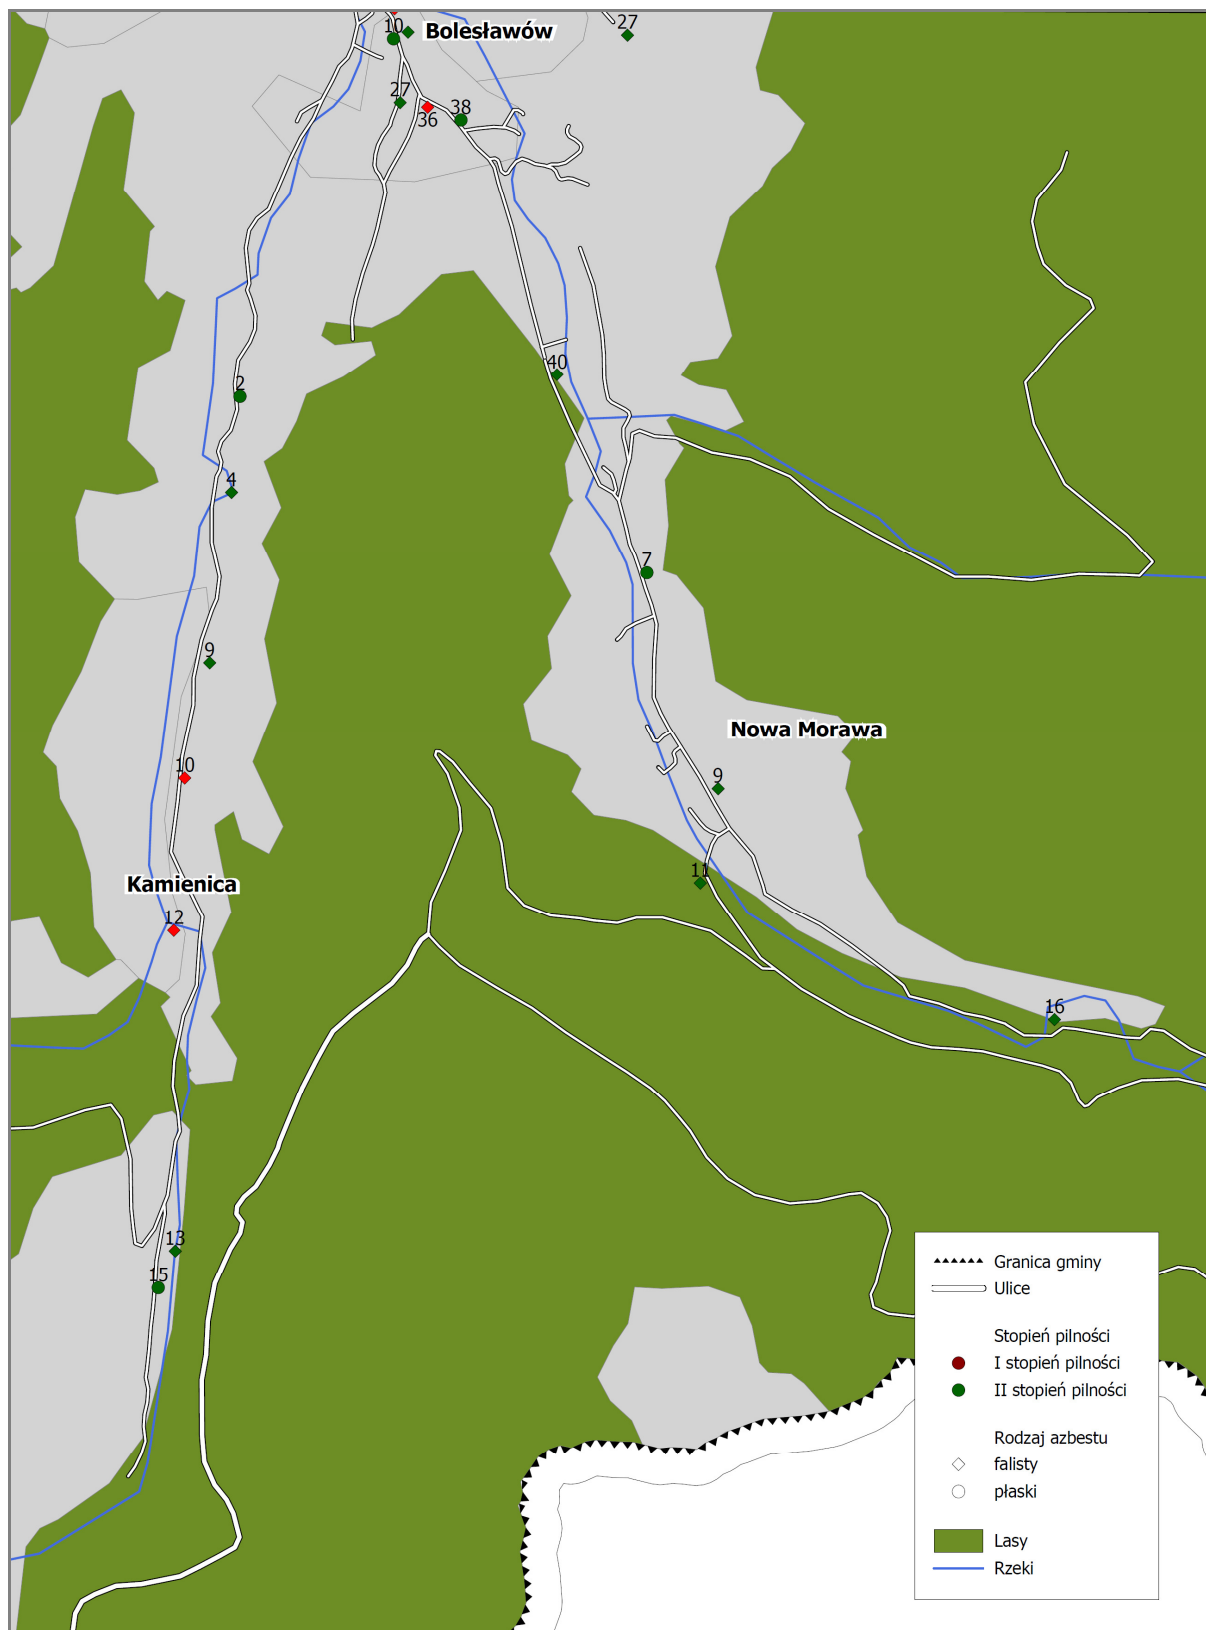 10
Bolesławów
27
27
36
38
2
40
4
7
9
Nowa Morawa
10
9
Kamienica
11
12
16
13
15
Granica gminy
Ulice
Stopień pilności
I stopień pilności
II stopień pilności
Rodzaj azbestu
falisty
płaski
Lasy
Rzeki